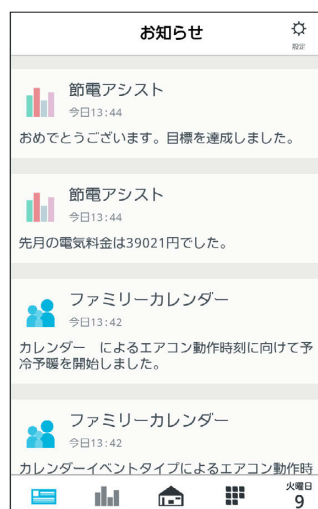 お知らせ
設定
節電アシスト
今日13:44
おめでとうございます。目標を達成しました。
節電アシスト
今日13:44
先月の電気料金は39021円でした。
ファミリーカレンダー
今日13:42
カレンダー　によるエアコン動作時刻に向けて予
冷予暖を開始しました。
ファミリーカレンダー
今日13:42
カレンダーイベントタイプによるエアコン動作時
火曜日
9